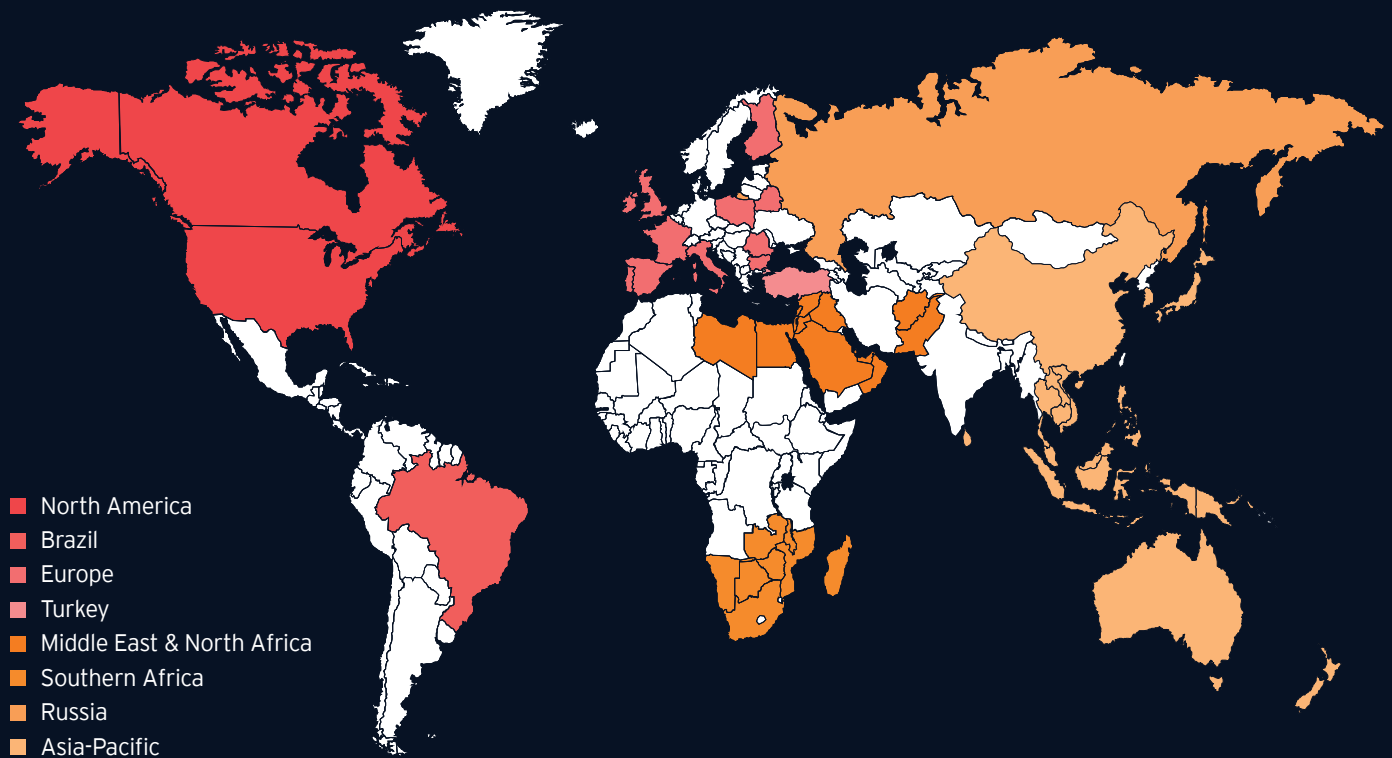 North America
Brazil
Europe
Turkey
Middle East & North Africa
Southern Africa
Russia
Asia-Pacific